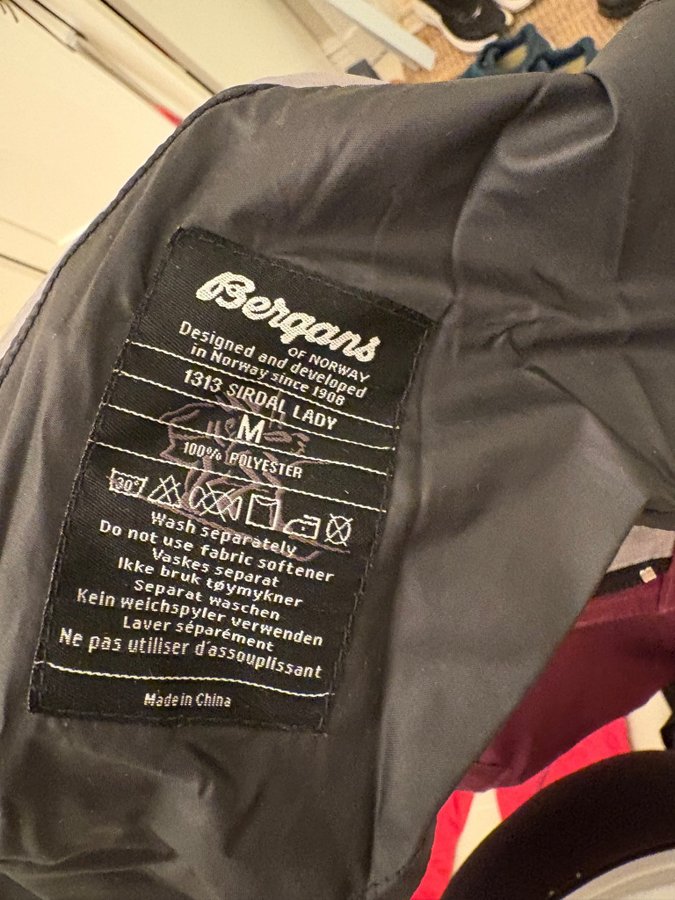 Bergans
OF NORWAY
Designed and developed
in Norway since 1908
1313 SIRDAL LADY
M
100% POLYESTER
30°
Wash separately
Do not use fabric softener
Vaskes separat
Ikke bruk tøymykner
Separat waschen
Kein weichspyler verwenden
Laver séparément
Ne pas utiliser d'assouplissant
Made in China